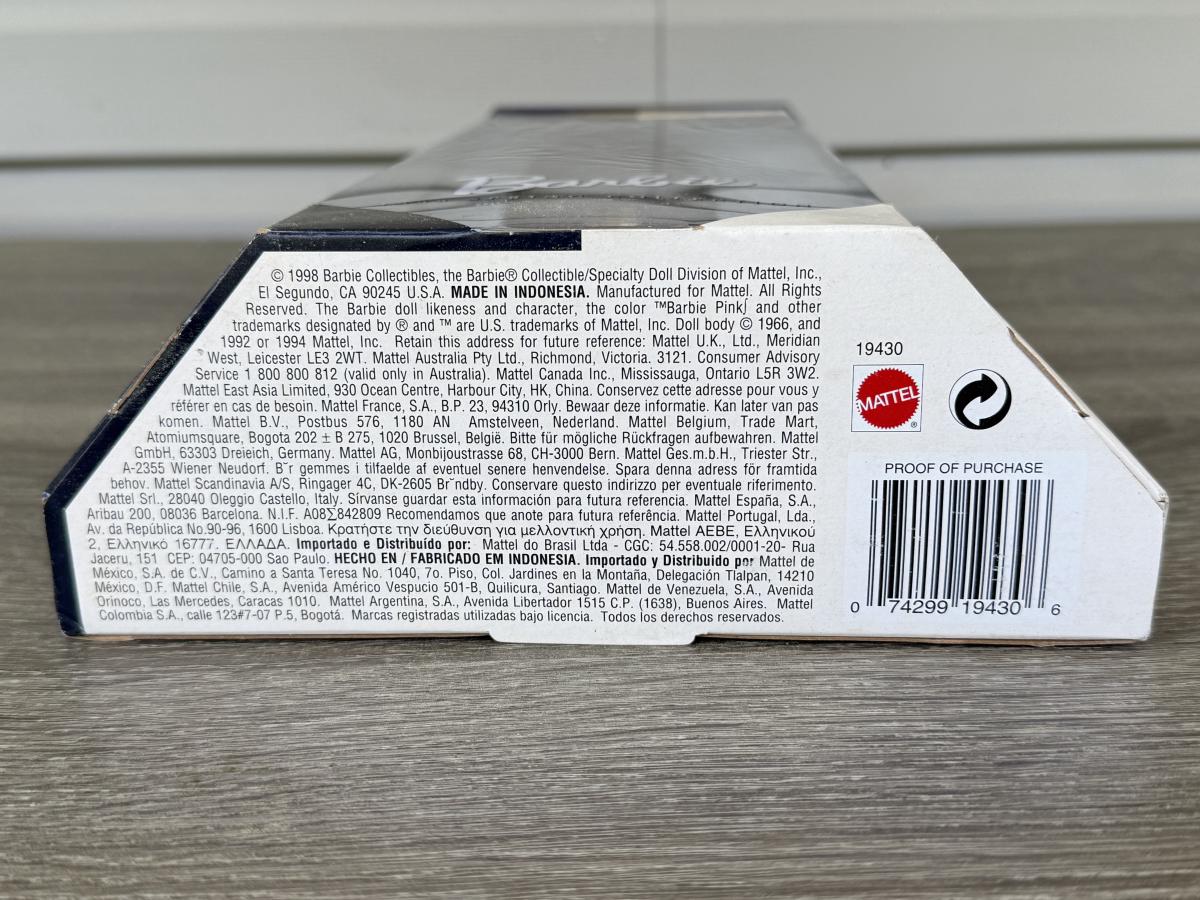 Barbie
© 1998 Barbie Collectibles, the Barbie® Collectible/Specialty Doll Division of Mattel, Inc.,
El Segundo, CA 90245 U.S.A. MADE IN INDONESIA. Manufactured for Mattel. All Rights
Reserved. The Barbie doll likeness and character, the color ™Barbie Pink∫ and other
trademarks designated by ® and ™ are U.S. trademarks of Mattel, Inc. Doll body © 1966, and
1992 or 1994 Mattel, Inc. Retain this address for future reference: Mattel U.K., Ltd., Meridian
West, Leicester LE3 2WT. Mattel Australia Pty Ltd., Richmond, Victoria. 3121. Consumer Advisory
Service 1 800 800 812 (valid only in Australia). Mattel Canada Inc., Mississauga, Ontario L5R 3W2.
Mattel East Asia Limited, 930 Ocean Centre, Harbour City, HK, China. Conservez cette adresse pour vous y
référer en cas de besoin. Mattel France, S.A., B.P. 23, 94310 Orly. Bewaar deze informatie. Kan later van pas
komen. Mattel B.V., Postbus 576, 1180 AN Amstelveen, Nederland. Mattel Belgium, Trade Mart,
Atomiumsquare, Bogota 202 ± B 275, 1020 Brussel, België. Bitte für mögliche Rückfragen aufbewahren. Mattel
GmbH, 63303 Dreieich, Germany. Mattel AG, Monbijoustrasse 68, CH-3000 Bern. Mattel Ges.m.b.H., Triester Str.,
A-2355 Wiener Neudorf. B¨r gemmes i tilfaelde af eventuel senere henvendelse. Spara denna adress för framtida
behov. Mattel Scandinavia A/S, Ringager 4C, DK-2605 Br¨ndby. Conservare questo indirizzo per eventuale riferimento.
Mattel Srl., 28040 Oleggio Castello, Italy. Sírvanse guardar esta información para futura referencia. Mattel España, S.A.,
Aribau 200, 08036 Barcelona. N.I.F. A08∑842809 Recomendamos que anote para futura referência. Mattel Portugal, Lda.,
Av. da República No.90-96, 1600 Lisboa. Κρατήστε την διεύθυνση για μελλοντική χρήση. Mattel AEBE, Ελληνικού
2, Ελληνικό 16777. ΕΛΛΑΔΑ. Importado e Distribuído por: Mattel do Brasil Ltda - CGC: 54.558.002/0001-20- Rua
Jaceru, 151 CEP: 04705-000 Sao Paulo. HECHO EN / FABRICADO EM INDONESIA. Importado y Distribuido por Mattel de
México, S.A. de C.V., Camino a Santa Teresa No. 1040, 7o. Piso, Col. Jardines en la Montaña, Delegación Tlalpan, 14210
México, D.F. Mattel Chile, S.A., Avenida Américo Vespucio 501-B, Quilicura, Santiago. Mattel de Venezuela, S.A., Avenida
Orinoco, Las Mercedes, Caracas 1010. Mattel Argentina, S.A., Avenida Libertador 1515 C.P. (1638), Buenos Aires. Mattel
Colombia S.A., calle 123#7-07 P.5, Bogotá. Marcas registradas utilizadas bajo licencia. Todos los derechos reservados.
19430
MATTEL ®
PROOF OF PURCHASE
0 74299 19430 6